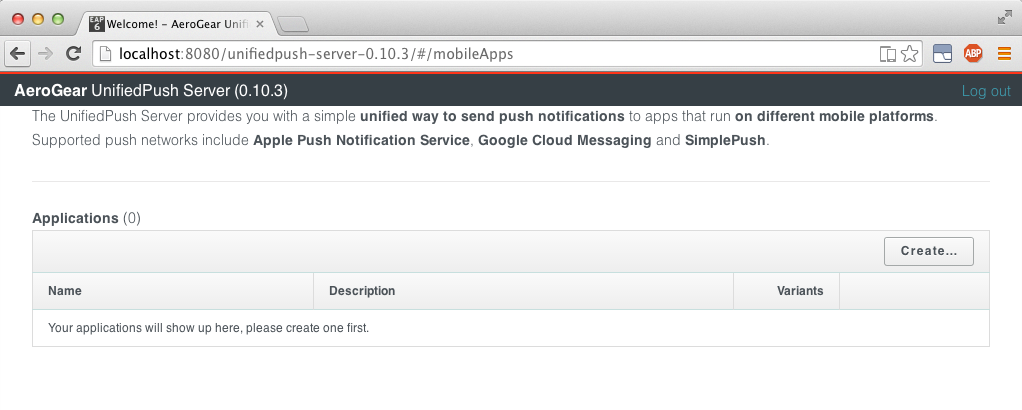 EAP 6 Welcome! – AeroGear Unifi
localhost:8080/unifiedpush-server-0.10.3/#/mobileApps
ABP
AeroGear UnifiedPush Server (0.10.3)
Log out
The UnifiedPush Server provides you with a simple unified way to send push notifications to apps that run on different mobile platforms.
Supported push networks include Apple Push Notification Service, Google Cloud Messaging and SimplePush.
Applications (0)
Create...
Name Description Variants
Your applications will show up here, please create one first.